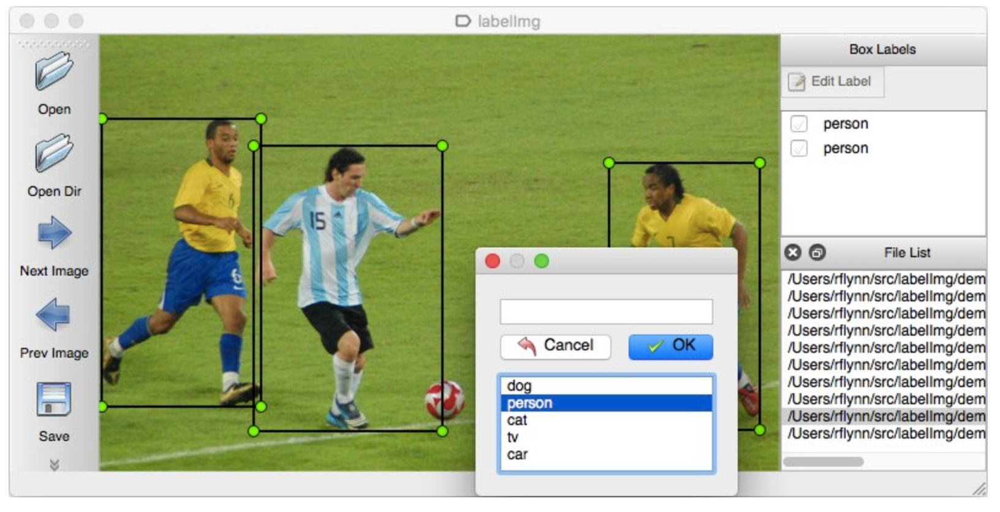 labelImg
Open
Open Dir
Next Image
Prev Image
Save
6
6
15
7
Cancel
OK
dog
person
cat
tv
car
Box Labels
Edit Label
person
person
File List
/Users/rflynn/src/labelImg/dem
/Users/rflynn/src/labelImg/dem
/Users/rflynn/src/labelImg/dem
/Users/rflynn/src/labelImg/dem
/Users/rflynn/src/labelImg/dem
/Users/rflynn/src/labelImg/dem
/Users/rflynn/src/labelImg/dem
/Users/rflynn/src/labelImg/dem
/Users/rflynn/src/labelImg/dem
/Users/rflynn/src/labelImg/dem